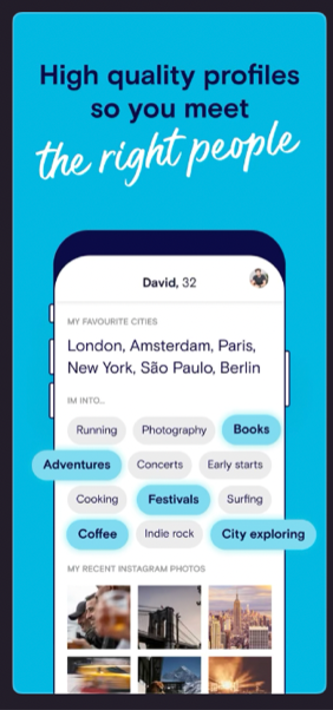 High quality profiles
so you meet
the right people
David, 32
MY FAVOURITE CITIES
London, Amsterdam, Paris,
New York, São Paulo, Berlin
IM INTO...
Running Photography Books
Adventures Concerts Early starts
Cooking Festivals Surfing
Coffee Indie rock City exploring
MY RECENT INSTAGRAM PHOTOS